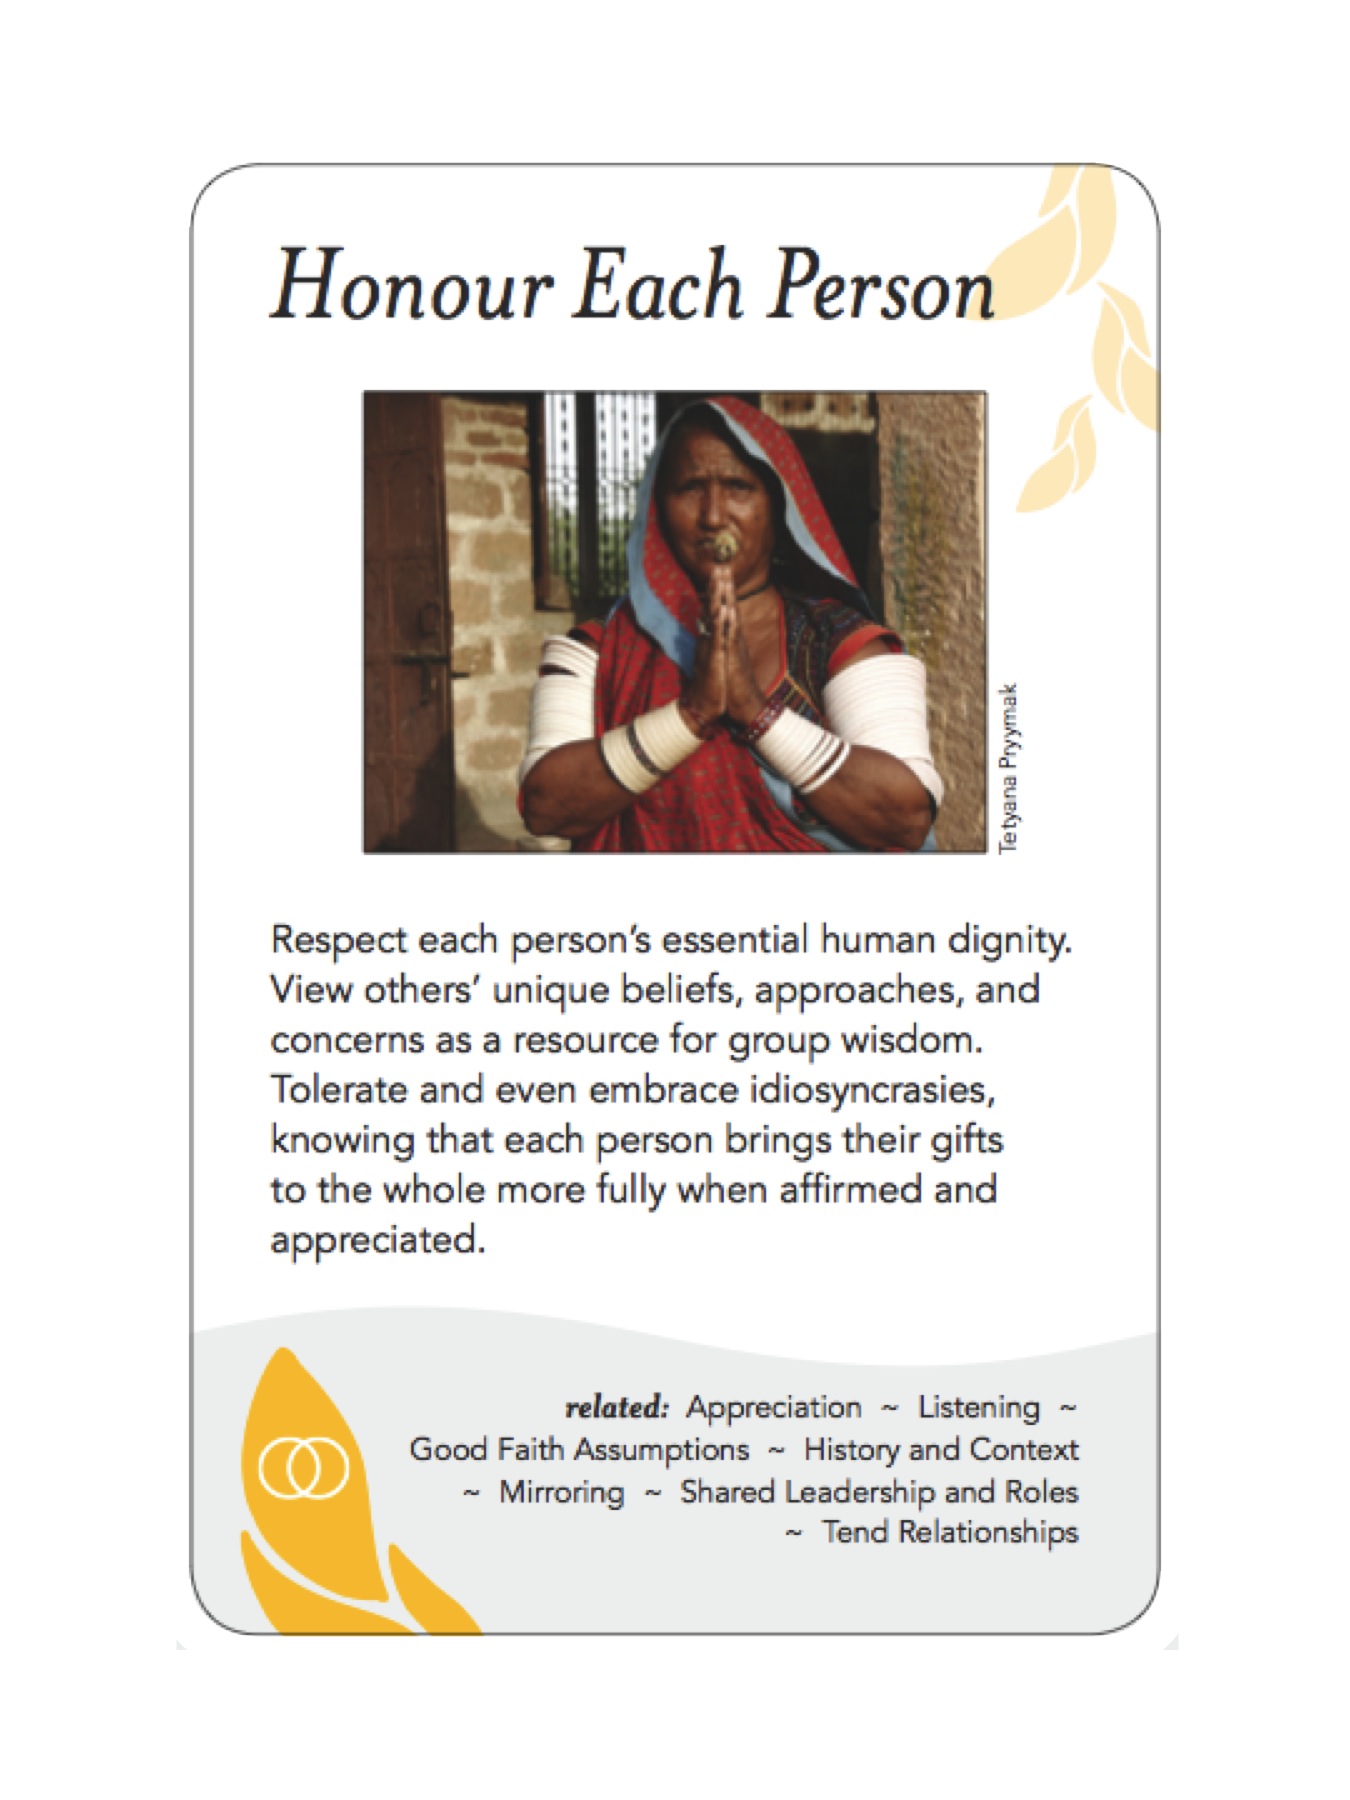 Honour Each Person
Tetyana Pryymak
Respect each person’s essential human dignity.
View others’ unique beliefs, approaches, and
concerns as a resource for group wisdom.
Tolerate and even embrace idiosyncrasies,
knowing that each person brings their gifts
to the whole more fully when affirmed and
appreciated.
related: Appreciation ~ Listening ~
Good Faith Assumptions ~ History and Context
~ Mirroring ~ Shared Leadership and Roles
~ Tend Relationships